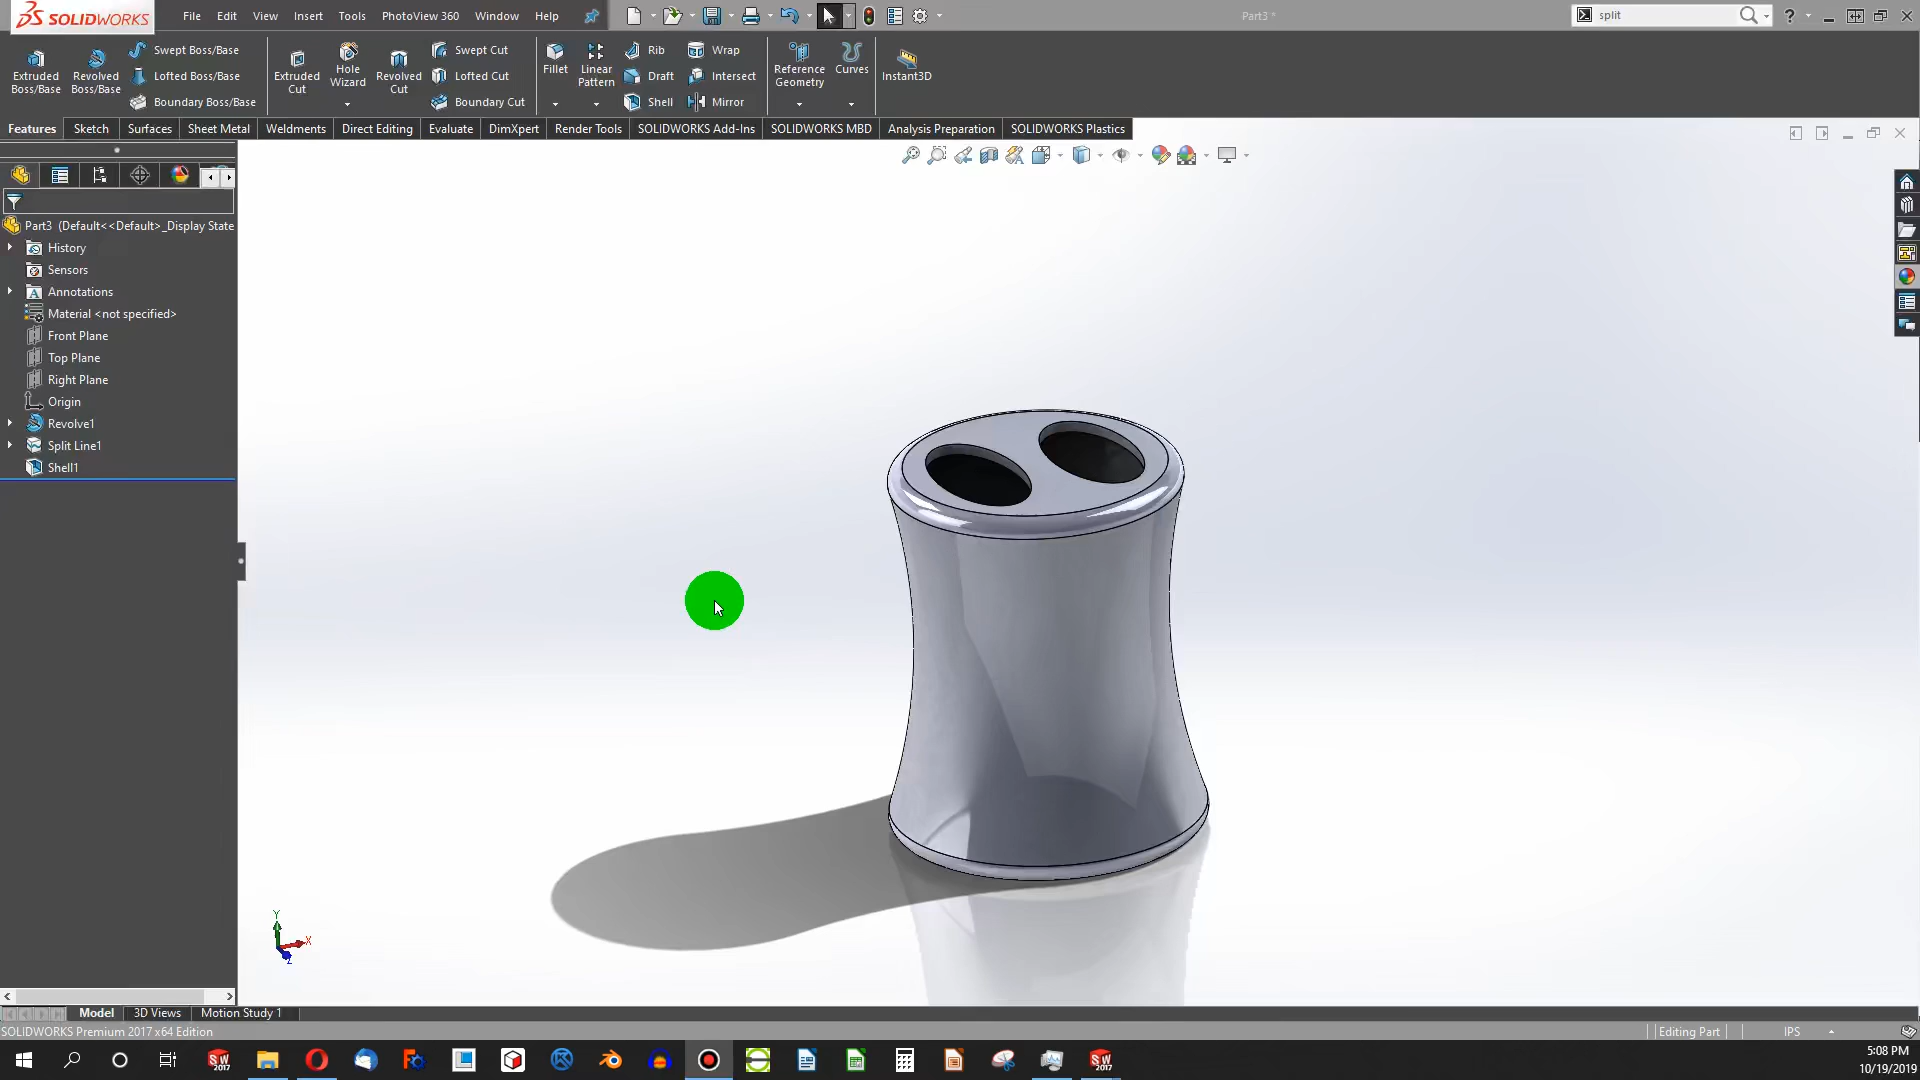 SOLIDWORKS File Edit View Insert Tools PhotoView 360 Window Help Part3 * split
Extruded Boss/Base
Revolved Boss/Base
Swept Boss/Base
Lofted Boss/Base
Boundary Boss/Base
Extruded Cut
Hole Wizard
Revolved Cut
Swept Cut
Lofted Cut
Boundary Cut
Fillet
Linear Pattern
Rib
Draft
Shell
Wrap
Intersect
Mirror
Reference Geometry
Curves
Instant3D
Features Sketch Surfaces Sheet Metal Weldments Direct Editing Evaluate DimXpert Render Tools SOLIDWORKS Add-Ins SOLIDWORKS MBD Analysis Preparation SOLIDWORKS Plastics
Part3 (Default<<Default>_Display State
History
Sensors
Annotations
Material <not specified>
Front Plane
Top Plane
Right Plane
Origin
Revolve1
Split Line1
Shell1
Y
X
Z
Model 3D Views Motion Study 1
SOLIDWORKS Premium 2017 x64 Edition Editing Part IPS
SW 2017
SW 2017
5:08 PM
10/19/2019